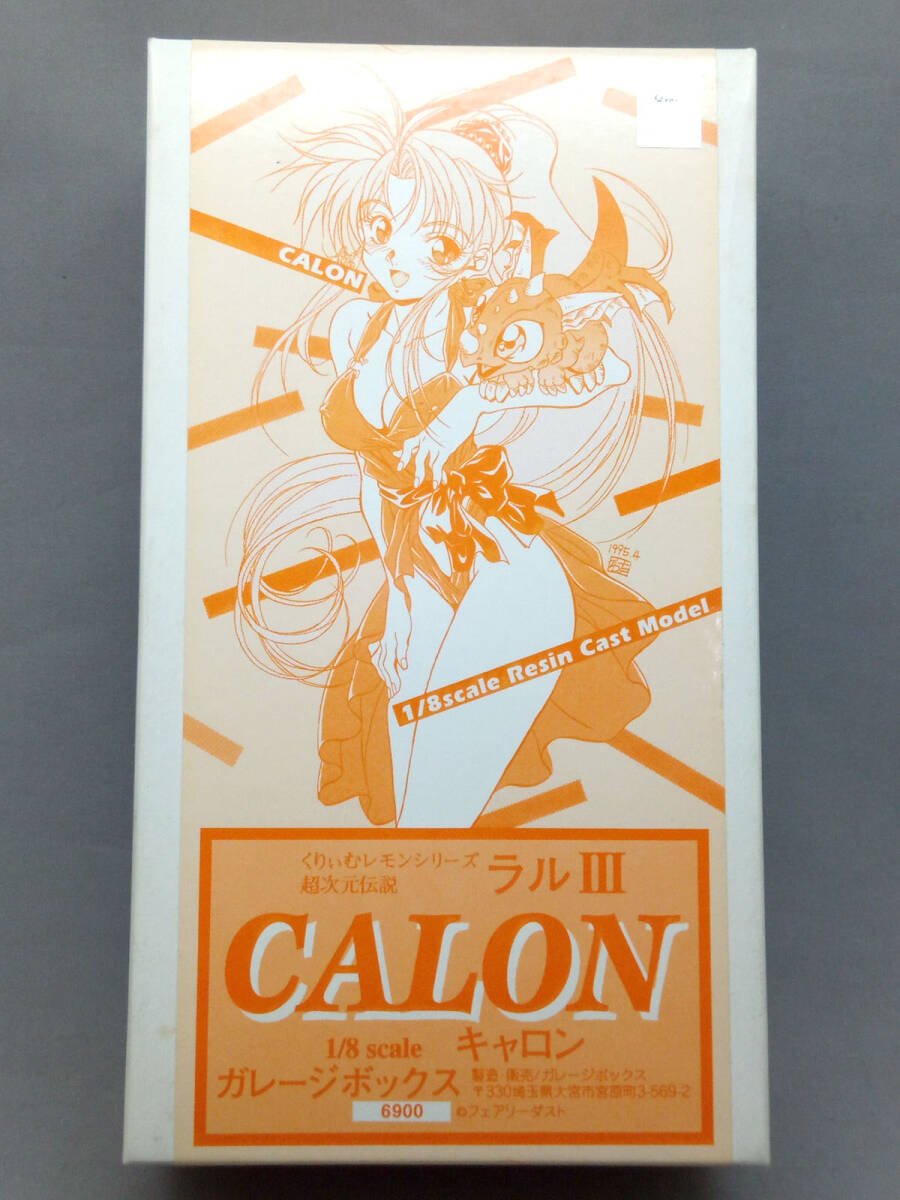 CALON
1995.4
1/8scale Resin Cast Model
くりぃむレモンシリーズ
超次元伝説 ラル III
CALON
1/8 scale キャロン
ガレージボックス
製造・販売/ガレージボックス
〒330埼玉県大宮市宮原町3-569-2
6900
©フェアリーダスト